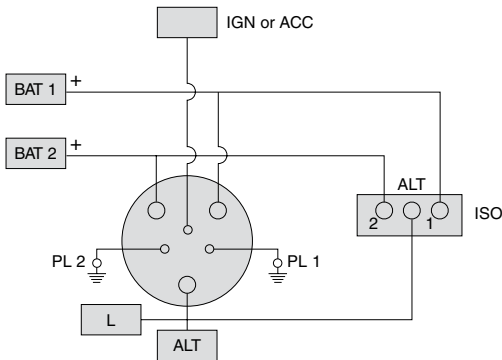 IGN or ACC
BAT 1 +
BAT 2 +
ALT
2 1 ISO
PL 2 PL 1
L
ALT